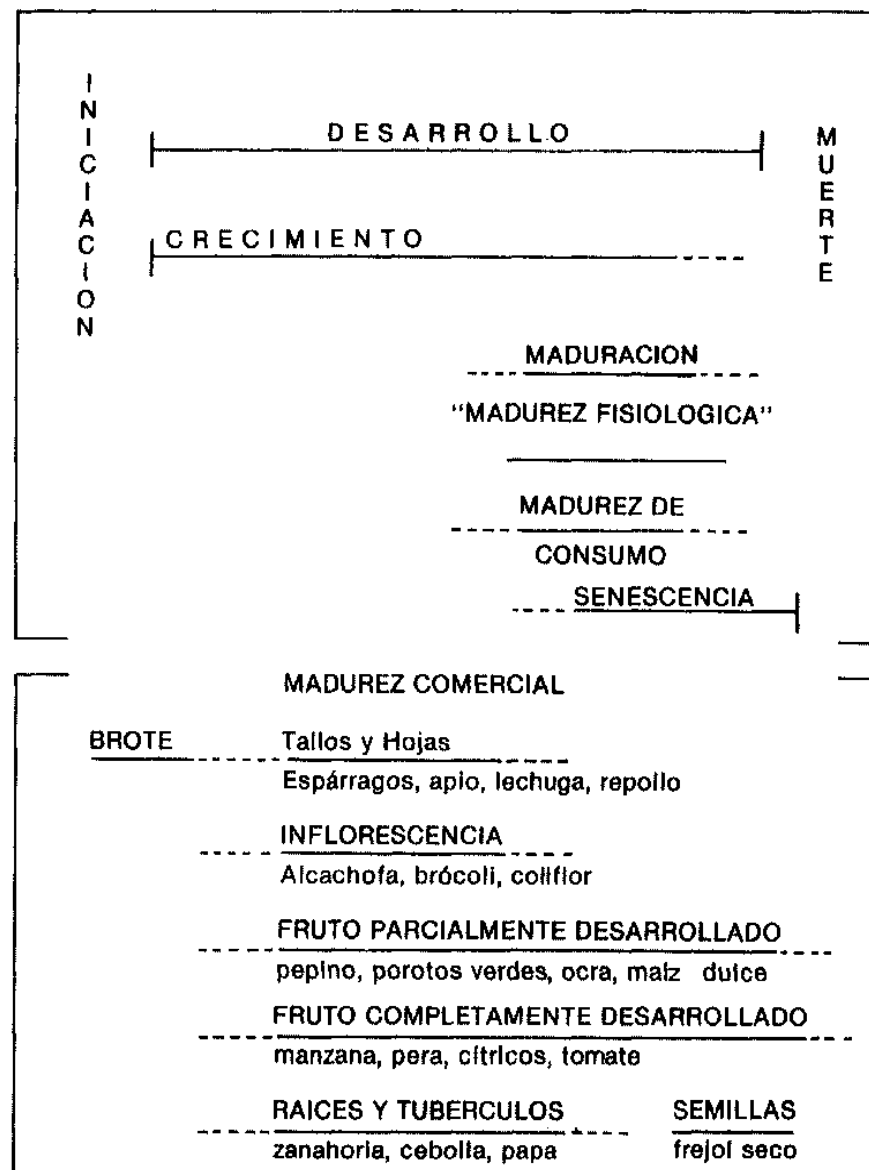 INICIACION
DESARROLLO
MUERTE
CRECIMIENTO
MADURACION
"MADUREZ FISIOLOGICA"
MADUREZ DE
CONSUMO
SENESCENCIA
MADUREZ COMERCIAL
BROTE Tallos y Hojas
Espárragos, apio, lechuga, repollo
INFLORESCENCIA
Alcachofa, brócoli, coliflor
FRUTO PARCIALMENTE DESARROLLADO
pepino, porotos verdes, ocra, maiz dulce
FRUTO COMPLETAMENTE DESARROLLADO
manzana, pera, cítricos, tomate
RAICES Y TUBERCULOS SEMILLAS
zanahoria, cebolla, papa frejol seco